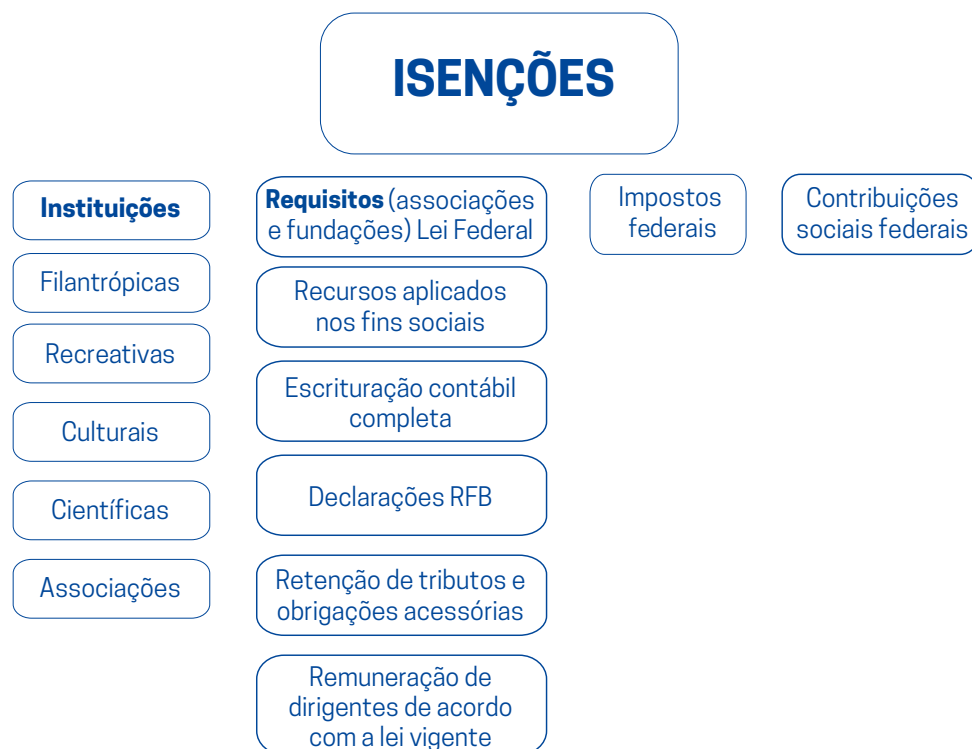 ISENÇÕES
Instituições
Filantrópicas
Recreativas
Culturais
Científicas
Associações
Requisitos (associações
e fundações) Lei Federal
Recursos aplicados
nos fins sociais
Escrituração contábil
completa
Declarações RFB
Retenção de tributos e
obrigações acessórias
Remuneração de
dirigentes de acordo
com a lei vigente
Impostos
federais
Contribuições
sociais federais